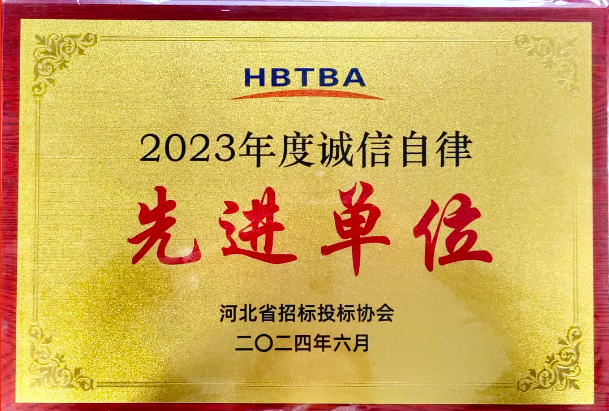 HBTBA
2023年度诚信自律
先进单位
河北省招标投标协会
二〇二四年六月